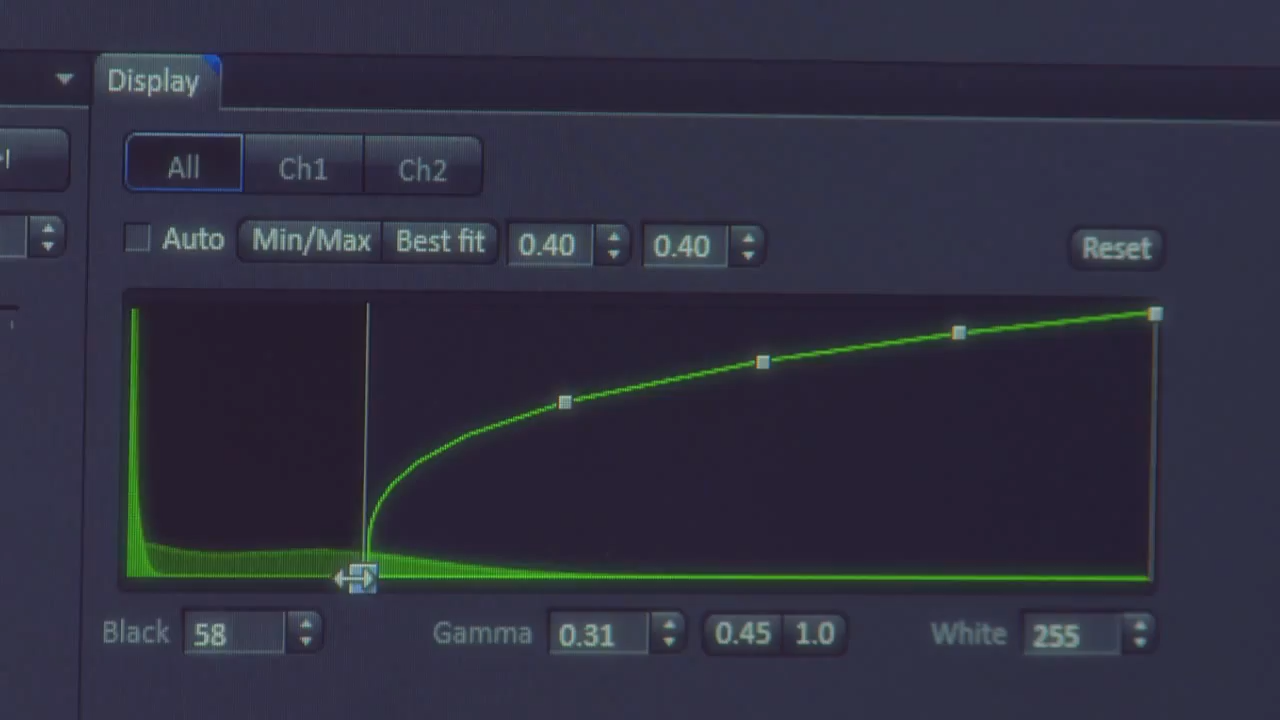 Display
All Ch1 Ch2
Auto Min/Max Best fit 0.40 0.40 Reset
Black 58 Gamma 0.31 0.45 1.0 White 255